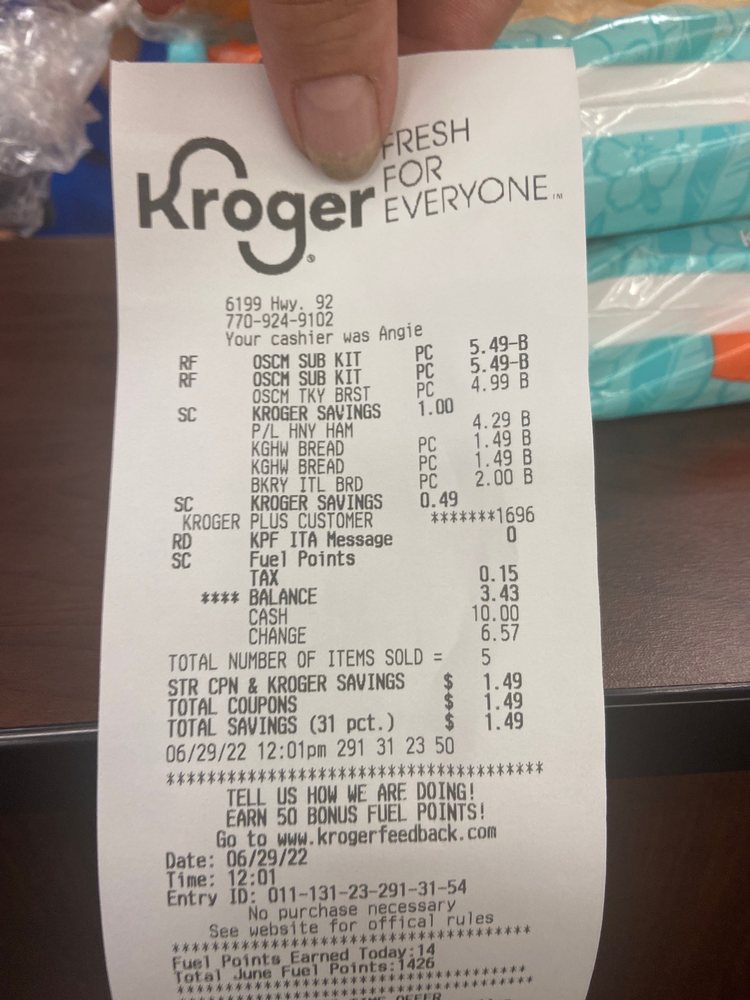 Kroger
FRESH
FOR
EVERYONE™
6199 Hwy. 92
770-924-9102
Your cashier was Angie
RF OSCM SUB KIT PC 5.49-B
RF OSCM SUB KIT PC 5.49-B
OSCM TKY BRST PC 4.99 B
SC KROGER SAVINGS 1.00
P/L HNY HAM 4.29 B
KGHW BREAD PC 1.49 B
KGHW BREAD PC 1.49 B
BKRY ITL BRD PC 2.00 B
SC KROGER SAVINGS 0.49
KROGER PLUS CUSTOMER *******1696
RD KPF ITA Message 0
SC Fuel Points
TAX 0.15
**** BALANCE 3.43
CASH 10.00
CHANGE 6.57
TOTAL NUMBER OF ITEMS SOLD = 5
STR CPN & KROGER SAVINGS $ 1.49
TOTAL COUPONS $ 1.49
TOTAL SAVINGS (31 pct.) $ 1.49
06/29/22 12:01pm 291 31 23 50
****************************************
TELL US HOW WE ARE DOING!
EARN 50 BONUS FUEL POINTS!
Go to www.krogerfeedback.com
Date: 06/29/22
Time: 12:01
Entry ID: 011-131-23-291-31-54
No purchase necessary
See website for offical rules
****************************************
Fuel Points Earned Today:14
Total June Fuel Points:1426
****************************************
OFFER